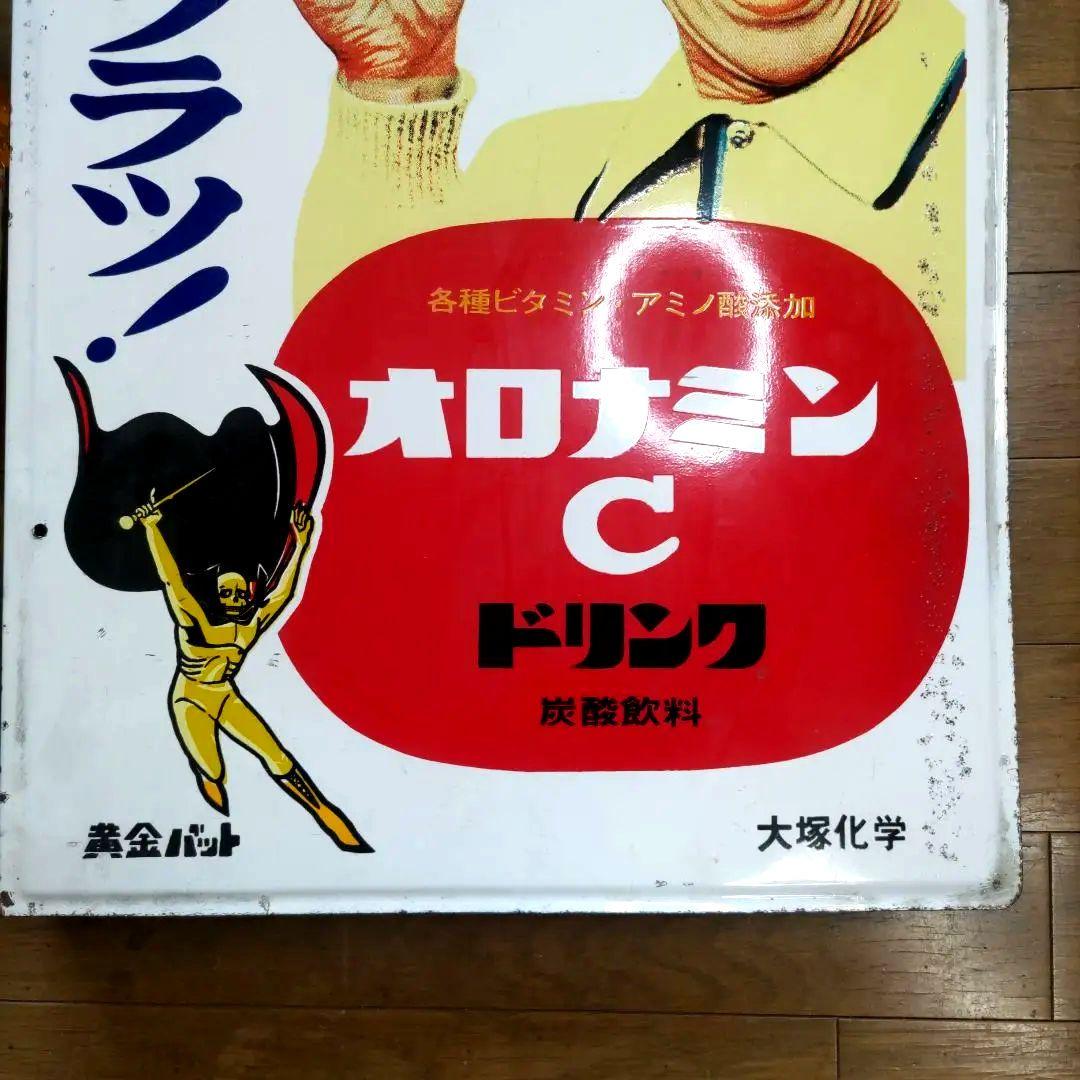 ラツ!
各種ビタミン・アミノ酸添加
オロナミン
C
ドリンク
炭酸飲料
黄金バット
大塚化学